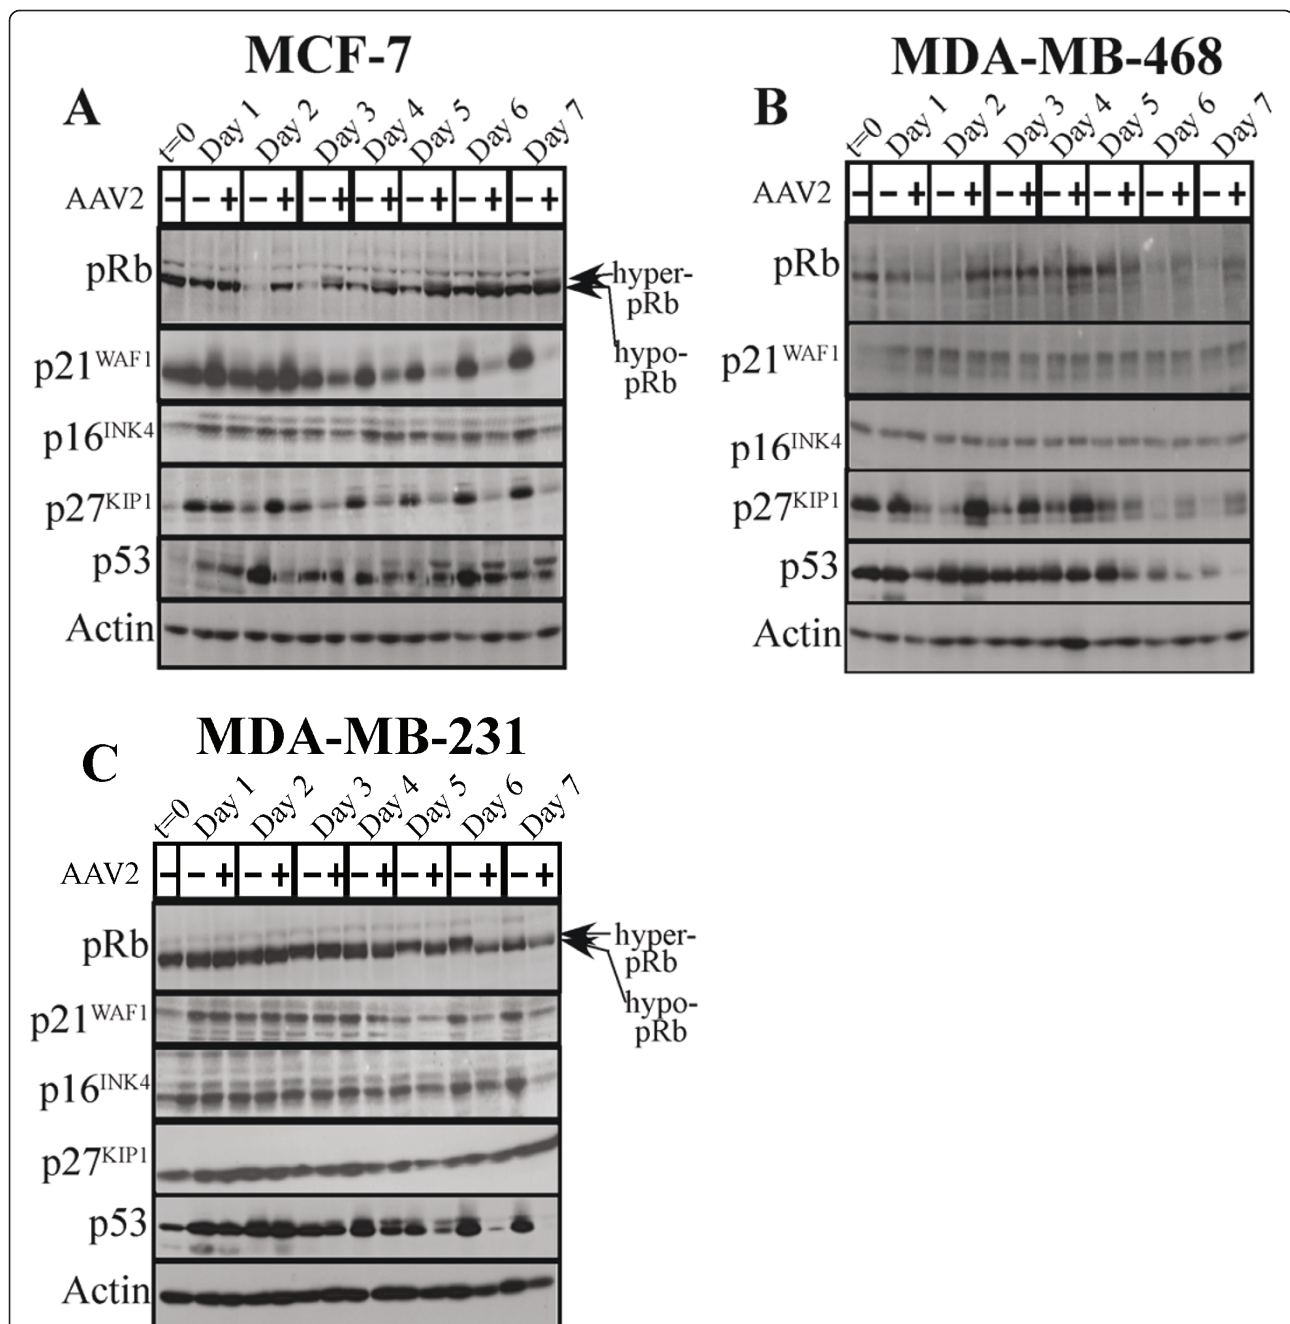 MCF-7
A
t=0 Day 1 Day 2 Day 3 Day 4 Day 5 Day 6 Day 7
AAV2 − − + − + − + − + − + − + − +
pRb
hyper-
pRb
hypo-
pRb
p21WAF1
p16INK4
p27KIP1
p53
Actin
MDA-MB-468
B
t=0 Day 1 Day 2 Day 3 Day 4 Day 5 Day 6 Day 7
AAV2 − − + − + − + − + − + − + − +
pRb
p21WAF1
p16INK4
p27KIP1
p53
Actin
MDA-MB-231
C
t=0 Day 1 Day 2 Day 3 Day 4 Day 5 Day 6 Day 7
AAV2 − − + − + − + − + − + − + − +
pRb
hyper-
pRb
hypo-
pRb
p21WAF1
p16INK4
p27KIP1
p53
Actin